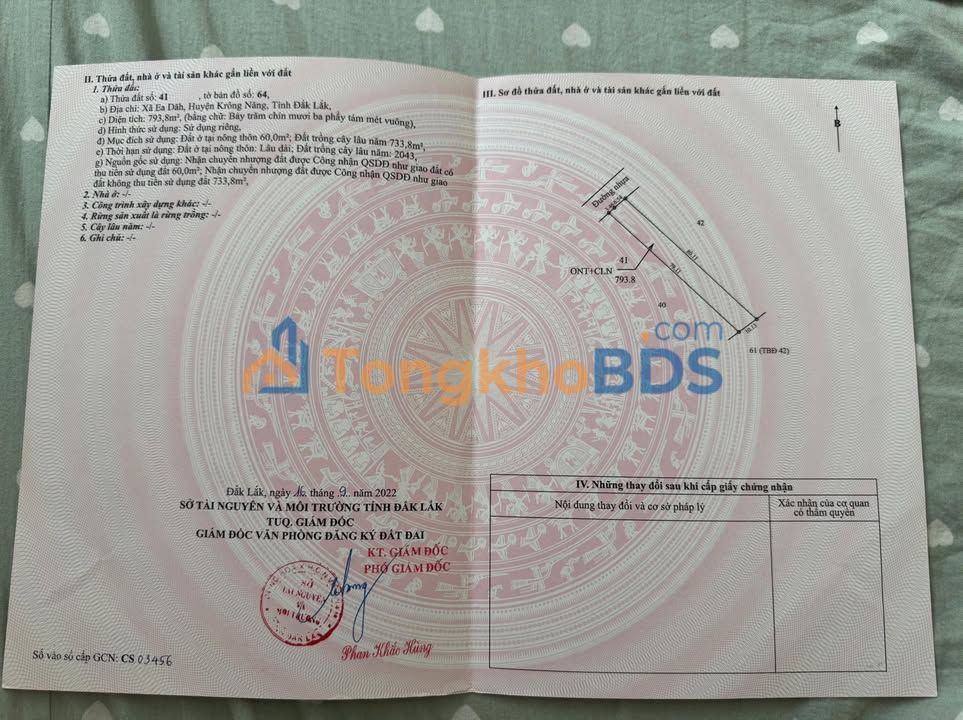 II. Thửa đất, nhà ở và tài sản khác gắn liền với đất
1. Thửa đất:
a) Thửa đất số: 41 , tờ bản đồ số: 64,
b) Địa chỉ: Xã Ea Dăh, Huyện Krông Năng, Tỉnh Đắk Lắk,
c) Diện tích: 793,8m², (bằng chữ: Bảy trăm chín mươi ba phẩy tám mét vuông),
d) Hình thức sử dụng: Sử dụng riêng,
đ) Mục đích sử dụng: Đất ở tại nông thôn 60,0m²; Đất trồng cây lâu năm 733,8m²,
e) Thời hạn sử dụng: Đất ở tại nông thôn: Lâu dài; Đất trồng cây lâu năm: 2043,
g) Nguồn gốc sử dụng: Nhận chuyển nhượng đất được Công nhận QSDĐ như giao đất có
thu tiền sử dụng đất 60,0m²; Nhận chuyển nhượng đất được Công nhận QSDĐ như giao
đất không thu tiền sử dụng đất 733,8m²,
2. Nhà ở: -/-
3. Công trình xây dựng khác: -/-
4. Rừng sản xuất là rừng trồng: -/-
5. Cây lâu năm: -/-
6. Ghi chú: -/-
Đắk Lắk, ngày 16 tháng 9 năm 2022
SỞ TÀI NGUYÊN VÀ MÔI TRƯỜNG TỈNH ĐẮK LẮK
TUQ. GIÁM ĐỐC
GIÁM ĐỐC VĂN PHÒNG ĐĂNG KÝ ĐẤT ĐAI
KT. GIÁM ĐỐC
PHÓ GIÁM ĐỐC
SỞ
TÀI NGUYÊN
VÀ
MÔI TRƯỜNG
Phan Khắc Hùng
Số vào sổ cấp GCN: CS 03456
III. Sơ đồ thửa đất, nhà ở và tài sản khác gắn liền với đất
B
Đường nhựa
42
41
ONT+CLN
793.8
40
61 (TBĐ 42)
TongkhoBDS
.com
IV. Những thay đổi sau khi cấp giấy chứng nhận
Nội dung thay đổi và cơ sở pháp lý
Xác nhận của cơ quan
có thẩm quyền